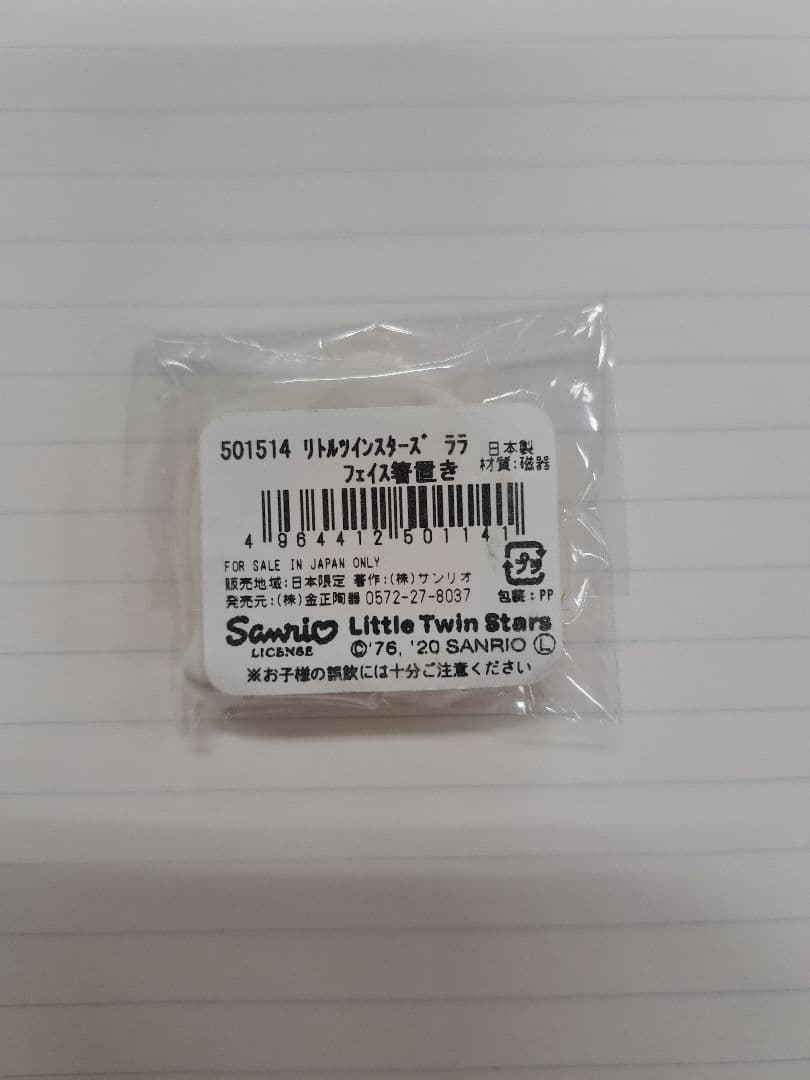 501514 リトルツインスターズ ララ 日本製
フェイス箸置き 材質:磁器
4 964412 501141
FOR SALE IN JAPAN ONLY
販売地域:日本限定 著作:(株)サンリオ
発売元:(株)金正陶器 0572-27-8037
プラ
包装:PP
Sanrio
LICENSE
Little Twin Stars
©'76, '20 SANRIO Ⓛ
※お子様の誤飲には十分ご注意ください